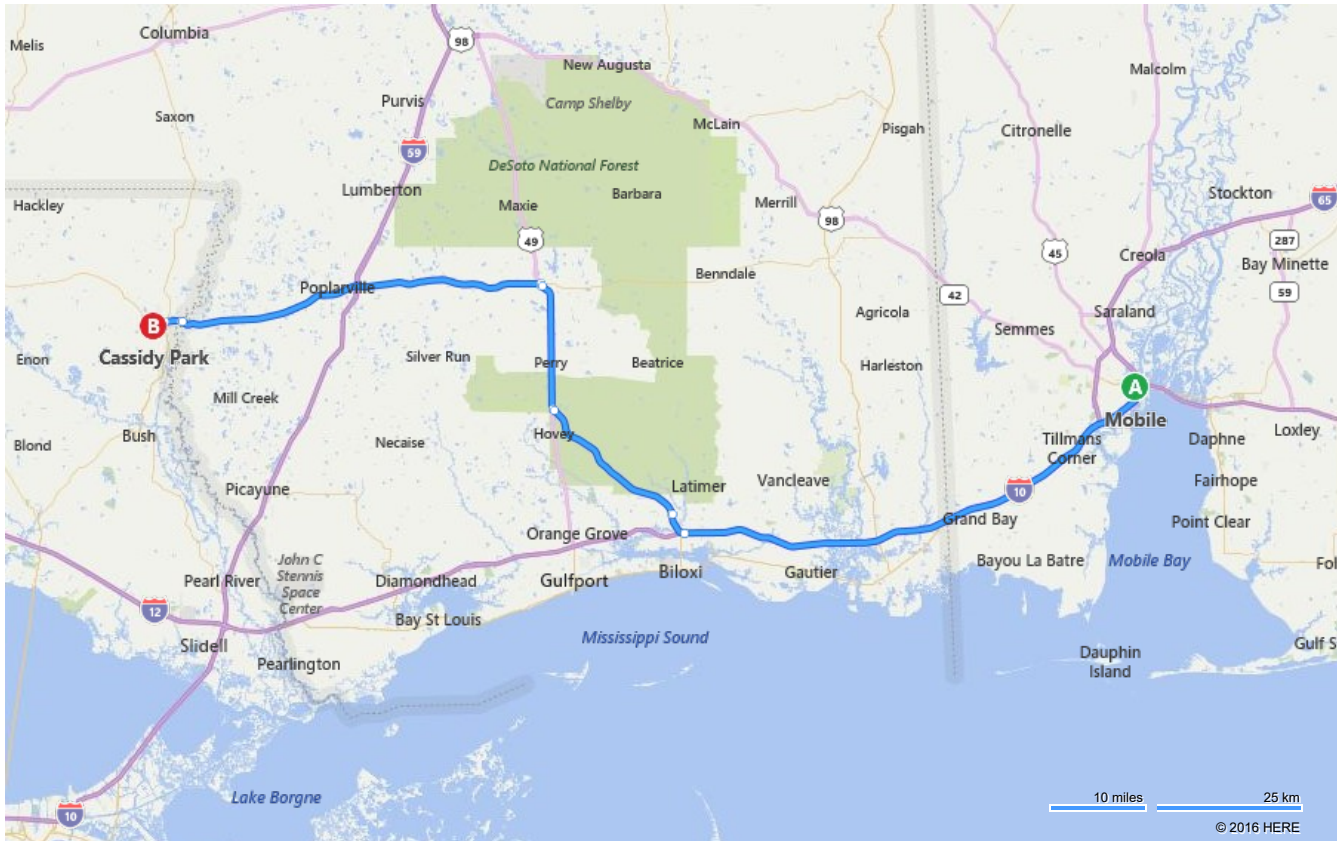 Melis
Columbia
98
New Augusta
Malcolm
Purvis
Camp Shelby
Saxon
McLain
Pisgah
Citronelle
59
DeSoto National Forest
Lumberton
Barbara
Hackley
Maxie
Merrill
Stockton
65
98
49
45
287
Creola
Bay Minette
Benndale
Poplarville
42
59
Agricola
Saraland
B
Semmes
Cassidy Park
Enon
Silver Run
Perry
Beatrice
Harleston
A
Mill Creek
Mobile
Bush
Hovey
Blond
Necaise
Tillmans
Corner
Daphne
Loxley
Vancleave
Fairhope
Picayune
Latimer
10
Grand Bay
Point Clear
Orange Grove
John C
Stennis
Space
Center
Bayou La Batre
Mobile Bay
Fol
Pearl River
Diamondhead
Gulfport
Biloxi
Gautier
12
Bay St Louis
Slidell
Mississippi Sound
Gulf S
Pearlington
Dauphin
Island
Lake Borgne
10 miles
25 km
10
© 2016 HERE